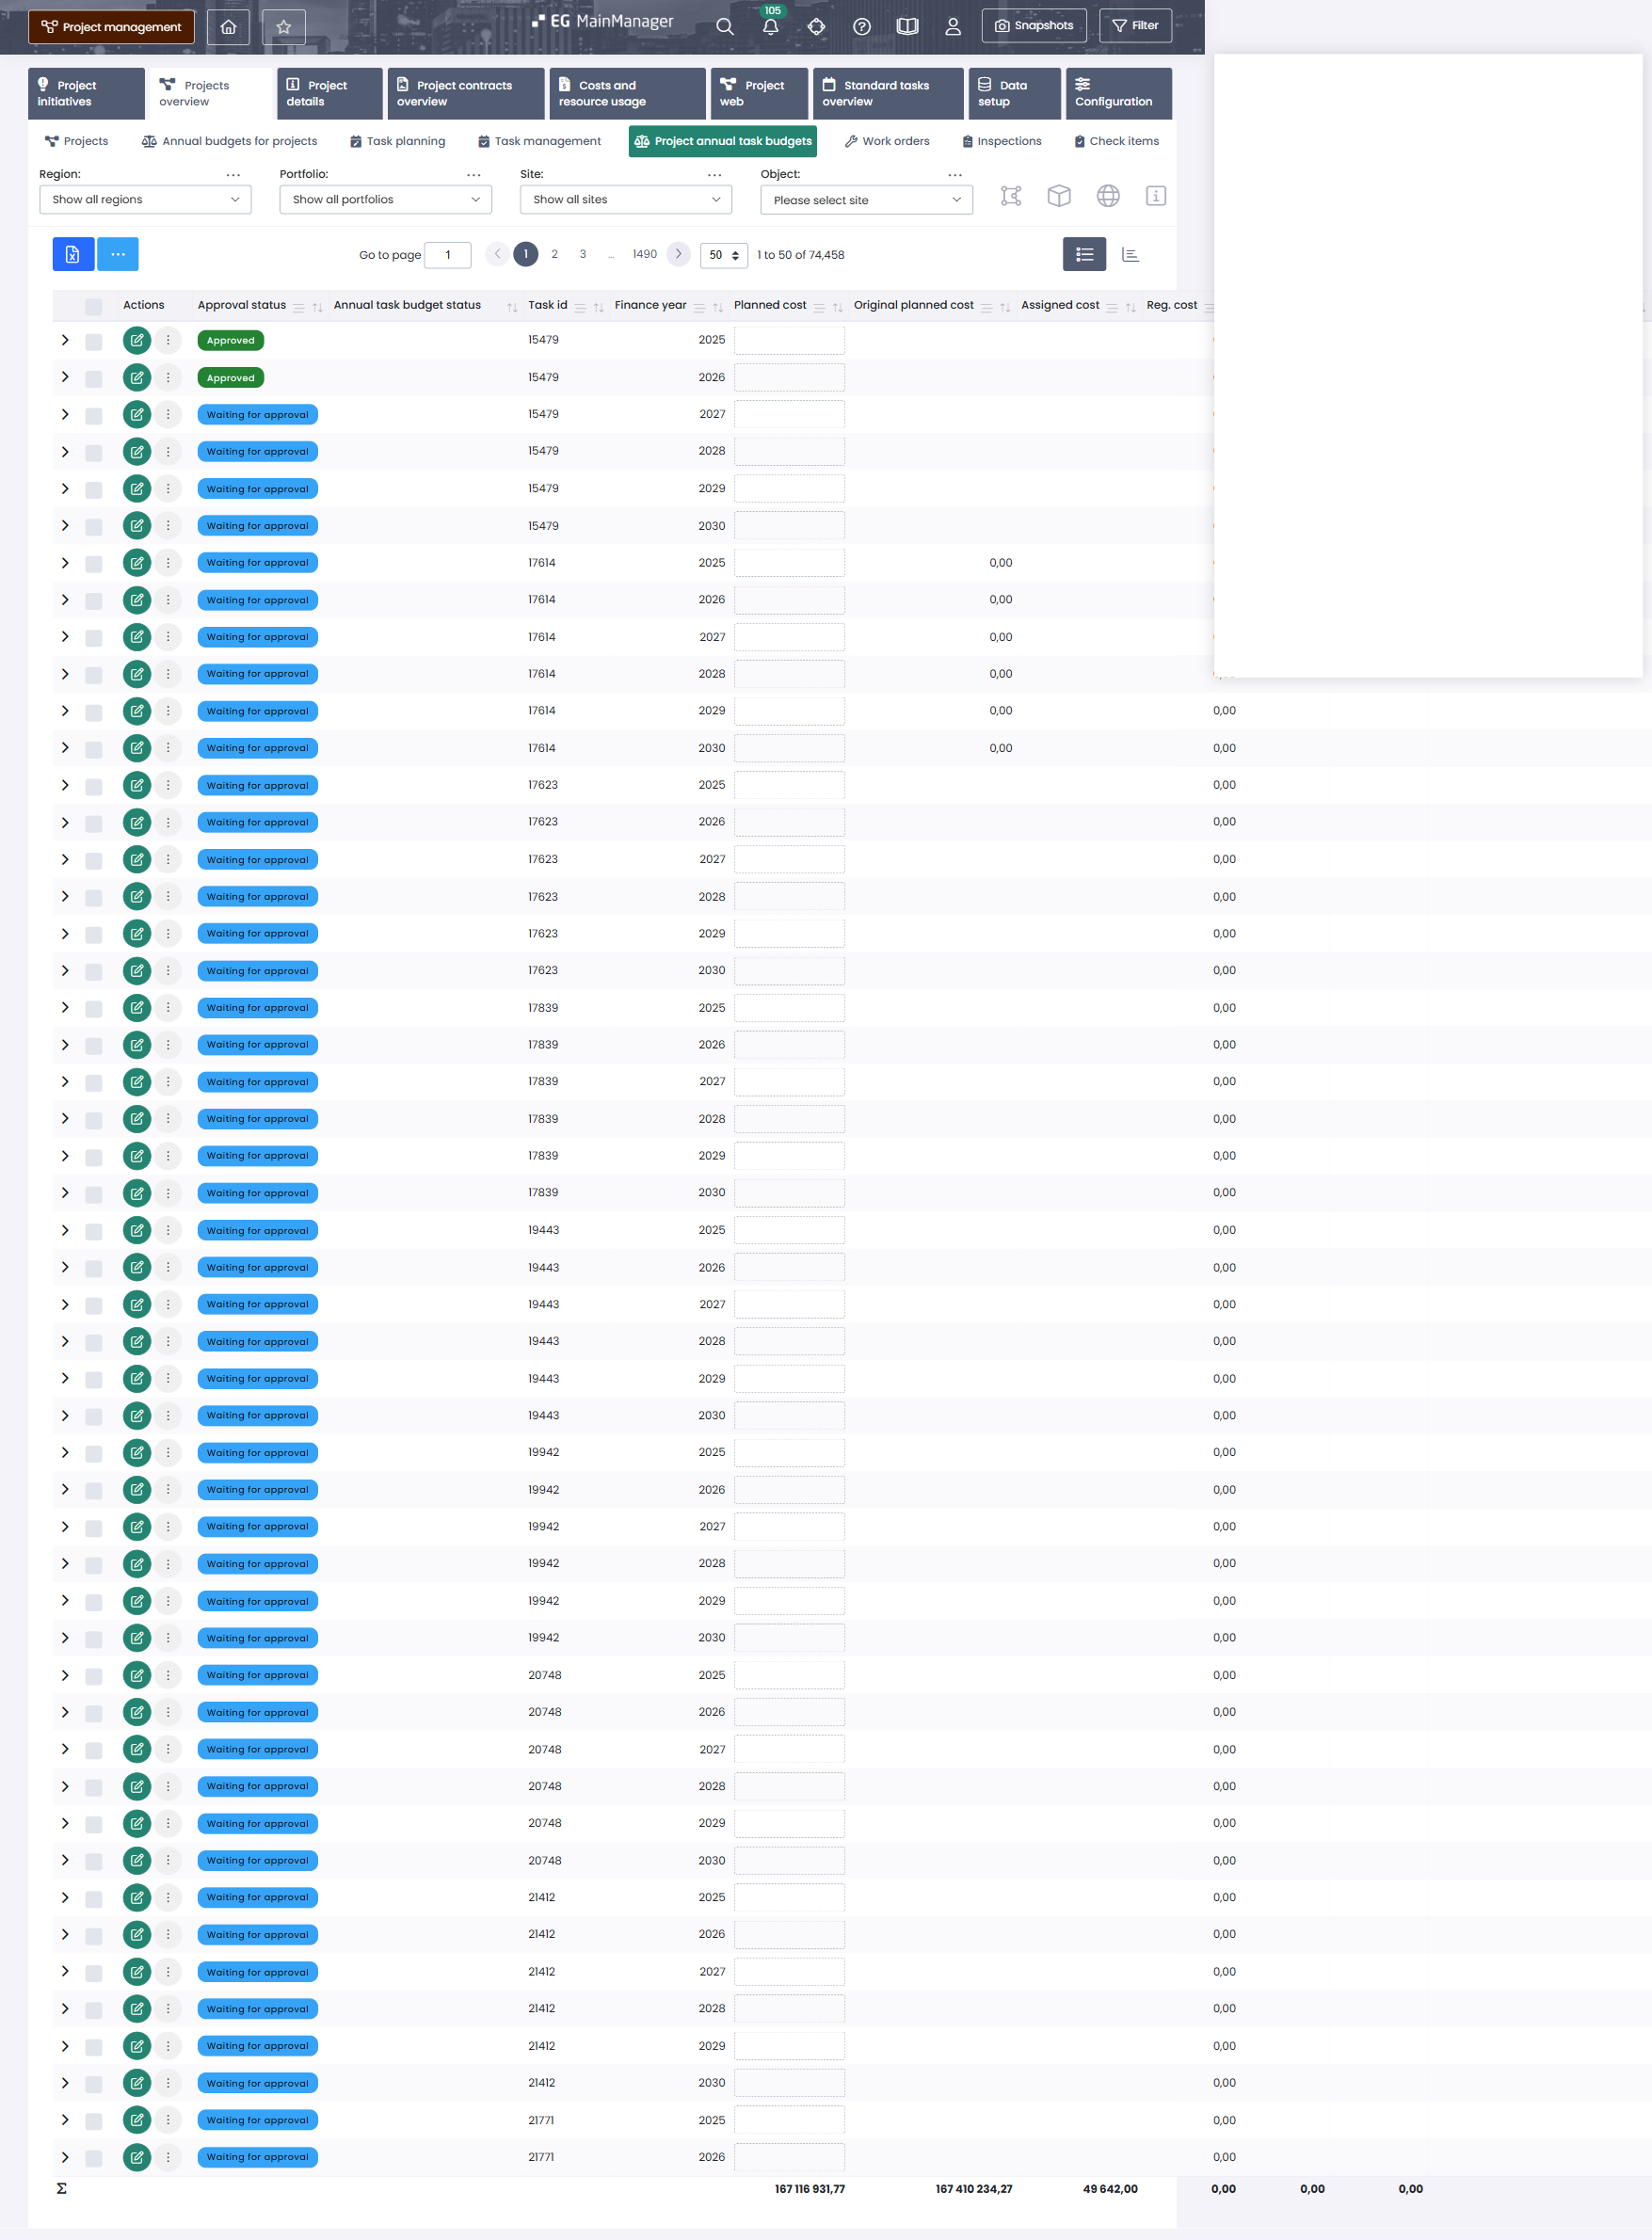 Project management
EG MainManager
105
Snapshots
Filter
Project initiatives
Projects overview
Project details
Project contracts overview
Costs and resource usage
Project web
Standard tasks overview
Data setup
Configuration
Projects
Annual budgets for projects
Task planning
Task management
Project annual task budgets
Work orders
Inspections
Check items
Region:
Portfolio:
Site:
Object:
Show all regions
Show all portfolios
Show all sites
Please select site
Go to page 1
1 2 3 ... 1490
50
1 to 50 of 74,458
Actions Approval status Annual task budget status Task id Finance year Planned cost Original planned cost Assigned cost Reg. cost
Approved 15479 2025
Approved 15479 2026
Waiting for approval 15479 2027
Waiting for approval 15479 2028
Waiting for approval 15479 2029
Waiting for approval 15479 2030
Waiting for approval 17614 2025 0,00
Waiting for approval 17614 2026 0,00
Waiting for approval 17614 2027 0,00
Waiting for approval 17614 2028 0,00
Waiting for approval 17614 2029 0,00 0,00
Waiting for approval 17614 2030 0,00 0,00
Waiting for approval 17623 2025 0,00
Waiting for approval 17623 2026 0,00
Waiting for approval 17623 2027 0,00
Waiting for approval 17623 2028 0,00
Waiting for approval 17623 2029 0,00
Waiting for approval 17623 2030 0,00
Waiting for approval 17839 2025 0,00
Waiting for approval 17839 2026 0,00
Waiting for approval 17839 2027 0,00
Waiting for approval 17839 2028 0,00
Waiting for approval 17839 2029 0,00
Waiting for approval 17839 2030 0,00
Waiting for approval 19443 2025 0,00
Waiting for approval 19443 2026 0,00
Waiting for approval 19443 2027 0,00
Waiting for approval 19443 2028 0,00
Waiting for approval 19443 2029 0,00
Waiting for approval 19443 2030 0,00
Waiting for approval 19942 2025 0,00
Waiting for approval 19942 2026 0,00
Waiting for approval 19942 2027 0,00
Waiting for approval 19942 2028 0,00
Waiting for approval 19942 2029 0,00
Waiting for approval 19942 2030 0,00
Waiting for approval 20748 2025 0,00
Waiting for approval 20748 2026 0,00
Waiting for approval 20748 2027 0,00
Waiting for approval 20748 2028 0,00
Waiting for approval 20748 2029 0,00
Waiting for approval 20748 2030 0,00
Waiting for approval 21412 2025 0,00
Waiting for approval 21412 2026 0,00
Waiting for approval 21412 2027 0,00
Waiting for approval 21412 2028 0,00
Waiting for approval 21412 2029 0,00
Waiting for approval 21412 2030 0,00
Waiting for approval 21771 2025 0,00
Waiting for approval 21771 2026 0,00
Σ 167 116 931,77 167 410 234,27 49 642,00 0,00 0,00 0,00